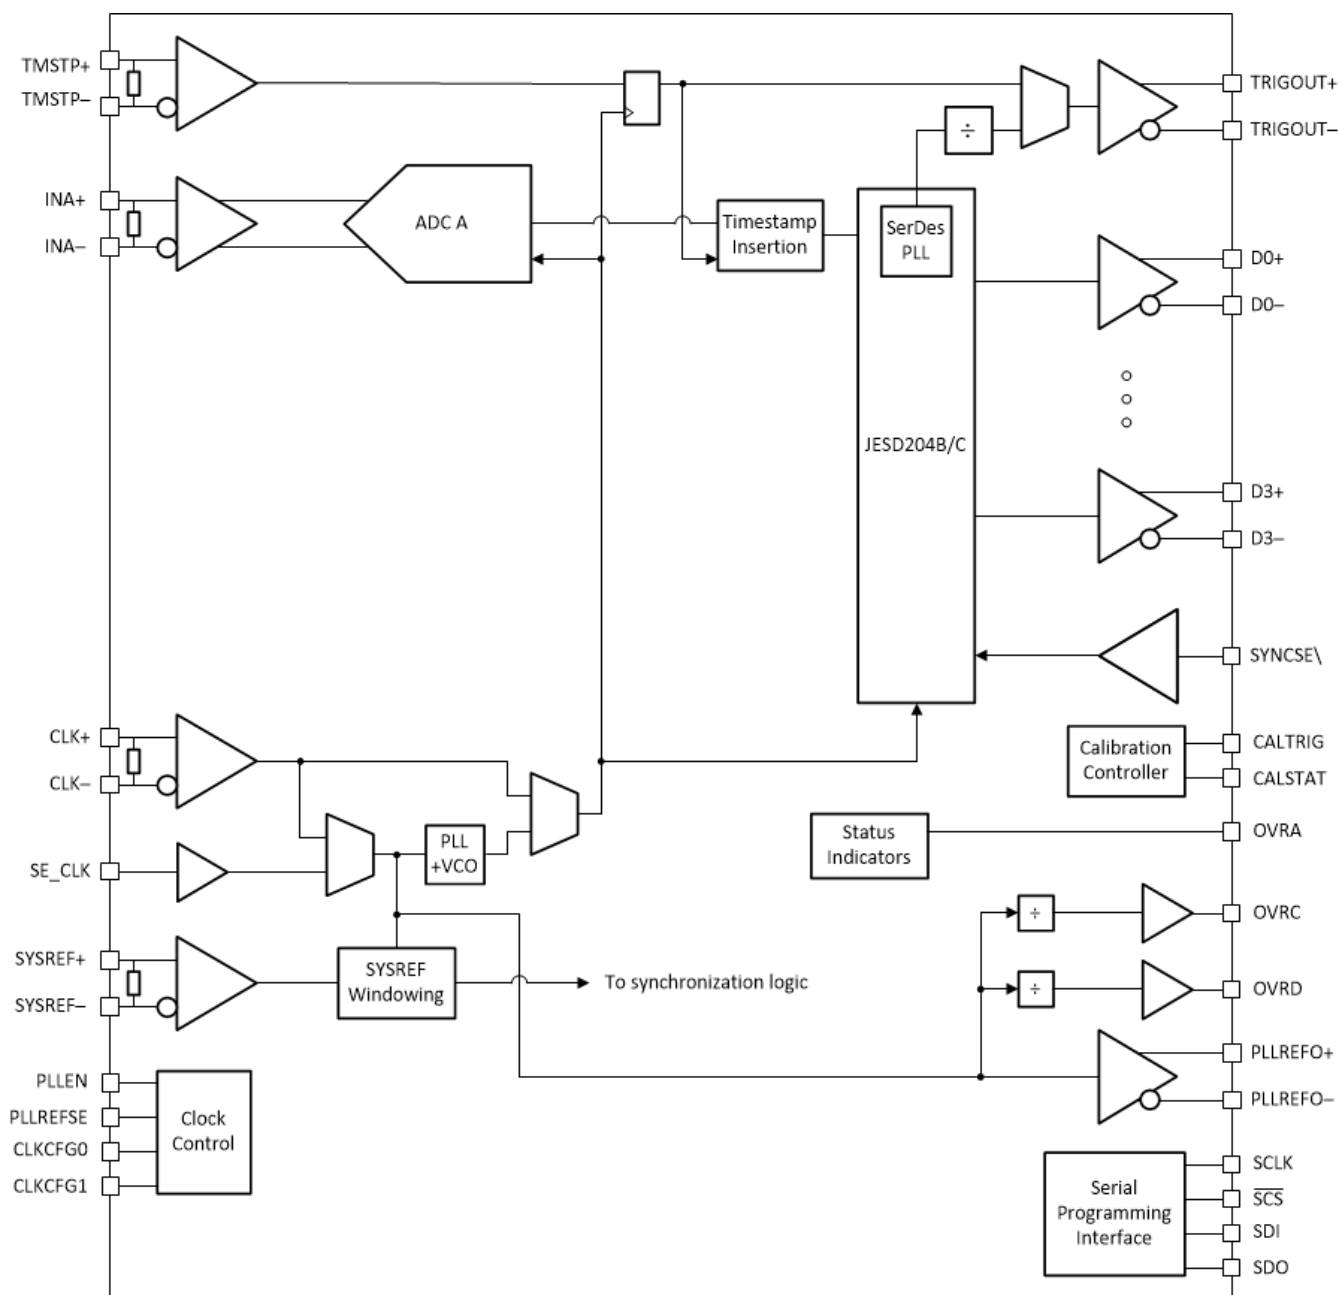 TMSTP+
TMSTP–
INA+
INA–
CLK+
CLK–
SE_CLK
SYSREF+
SYSREF–
PLLEN
PLLREFSE
CLKCFG0
CLKCFG1
ADC A
Timestamp
Insertion
÷
SerDes
PLL
JESD204B/C
PLL
+VCO
SYSREF
Windowing
To synchronization logic
Clock
Control
Calibration
Controller
Status
Indicators
÷
÷
Serial
Programming
Interface
TRIGOUT+
TRIGOUT–
D0+
D0–
D3+
D3–
SYNCSE\
CALTRIG
CALSTAT
OVRA
OVRC
OVRD
PLLREFO+
PLLREFO–
SCLK
SCS
SDI
SDO